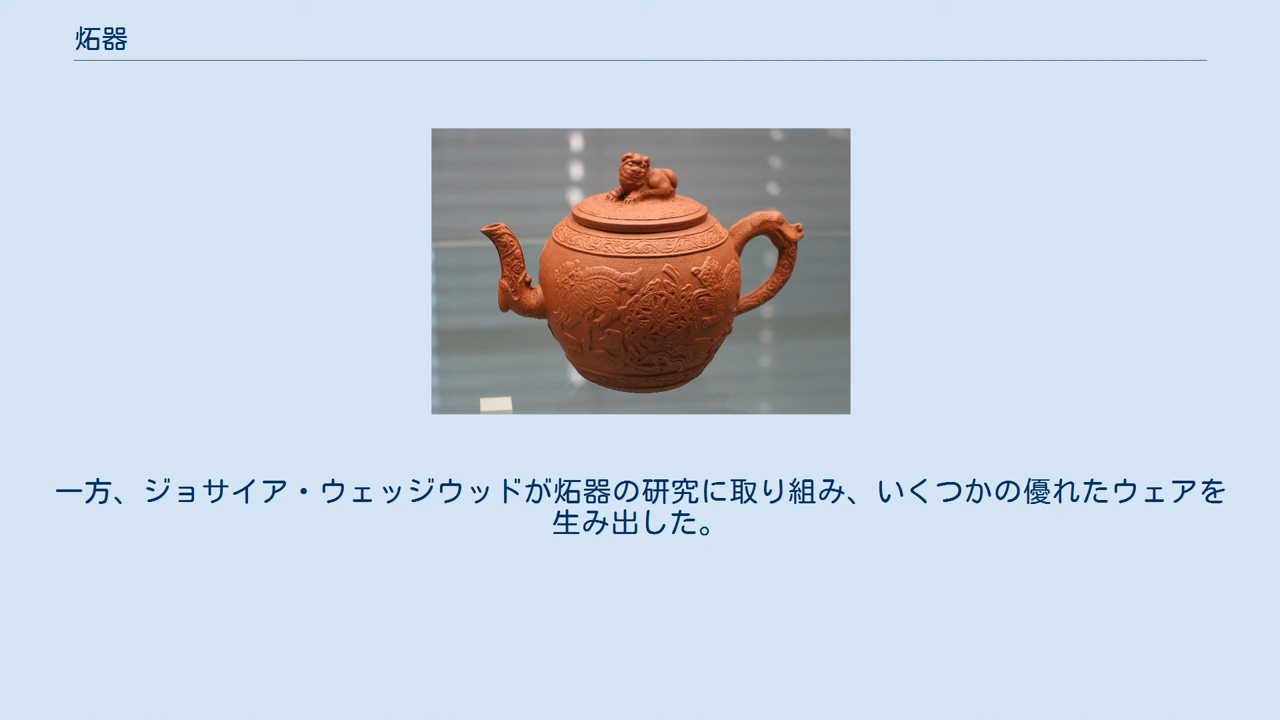 炻器
一方、ジョサイア・ウェッジウッドが炻器の研究に取り組み、いくつかの優れたウェアを
生み出した。